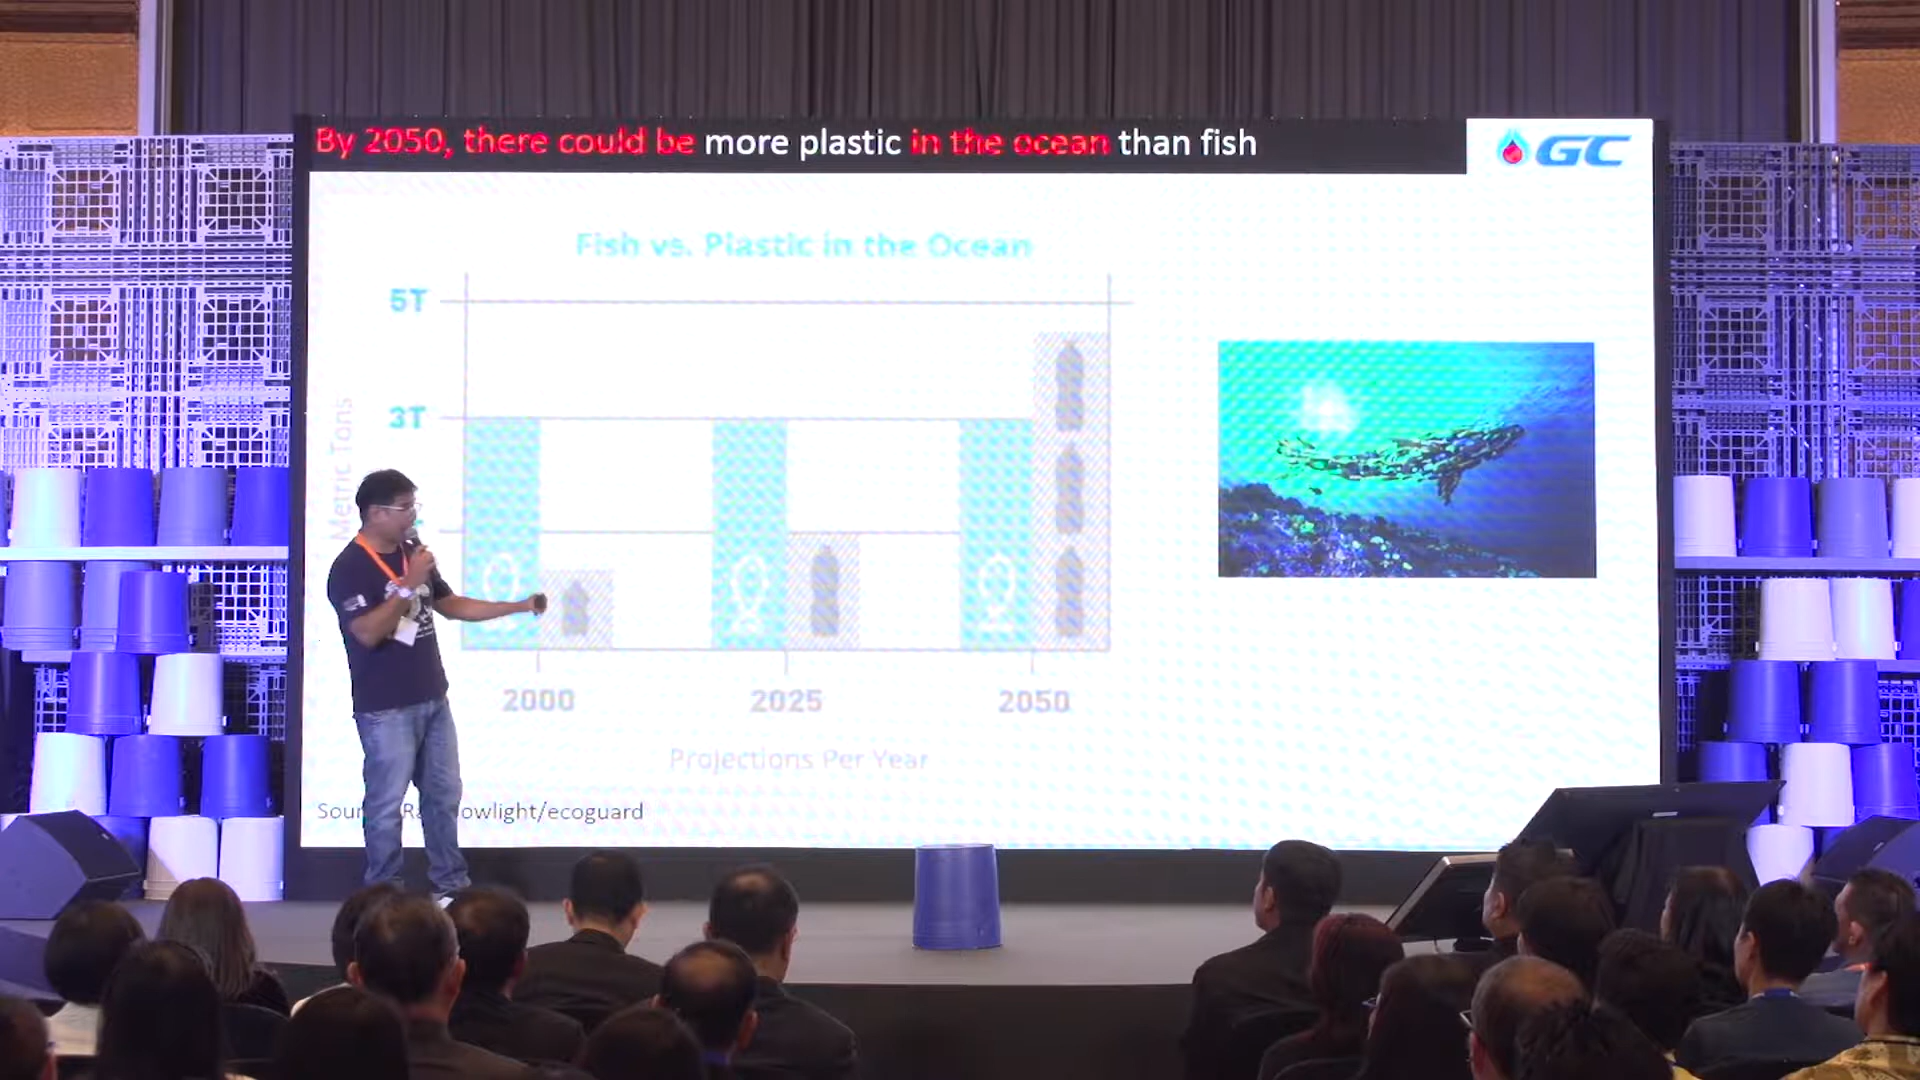 By 2050, there could be more plastic in the ocean than fish
GC
Fish vs. Plastic in the Ocean
5T
3T
Metric Tons
2000 2025 2050
Projections Per Year
owlight/ecoguard